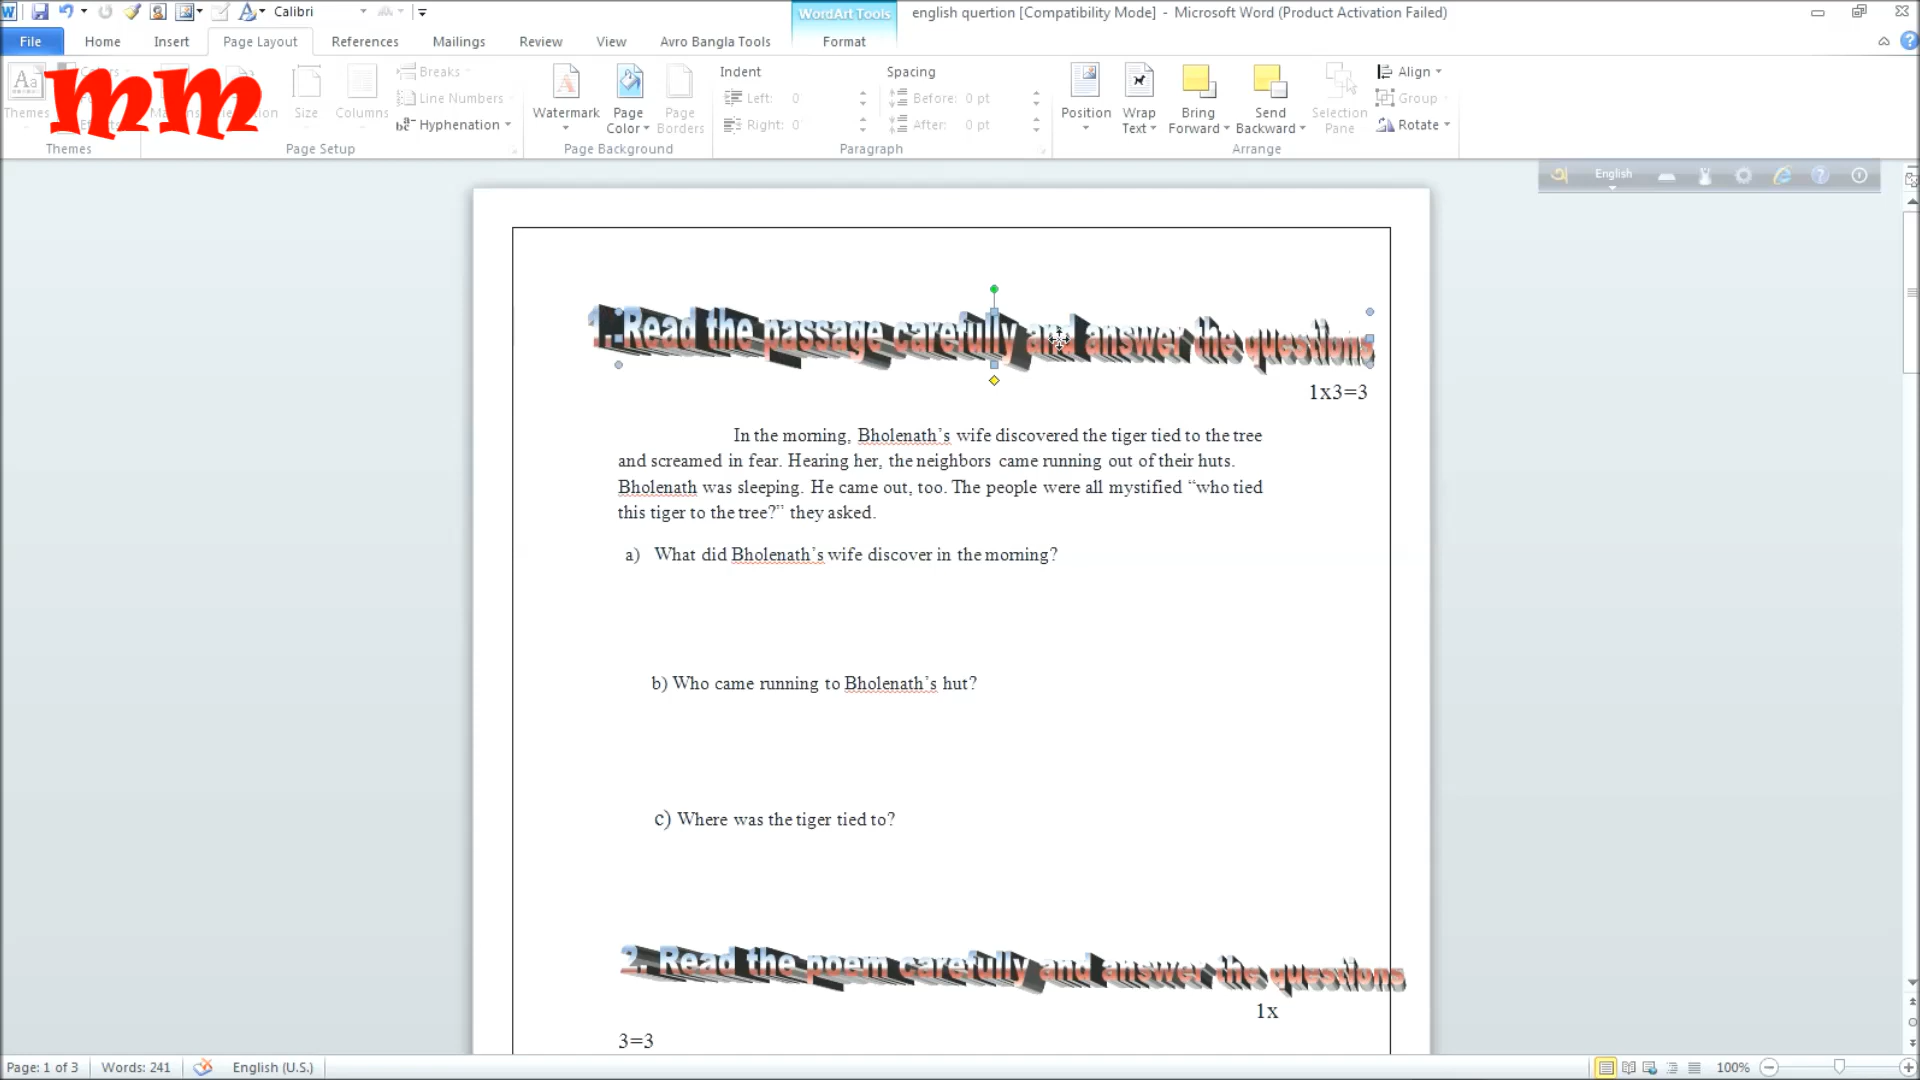 Calibri
WordArt Tools
english quertion [Compatibility Mode] - Microsoft Word (Product Activation Failed)
File Home Insert Page Layout References Mailings Review View Avro Bangla Tools Format
mm
Themes
Size
Columns
Breaks
Line Numbers
Hyphenation
Watermark
Page Color
Page Borders
Indent
Left: 0"
Right: 0"
Spacing
Before: 0 pt
After: 0 pt
Position
Wrap Text
Bring Forward
Send Backward
Selection Pane
Align
Group
Rotate
Themes Page Setup Page Background Paragraph Arrange
English
1. Read the passage carefully and answer the questions
1x3=3
In the morning, Bholenath’s wife discovered the tiger tied to the tree
and screamed in fear. Hearing her, the neighbors came running out of their huts.
Bholenath was sleeping. He came out, too. The people were all mystified “who tied
this tiger to the tree?” they asked.
a) What did Bholenath’s wife discover in the morning?
b) Who came running to Bholenath’s hut?
c) Where was the tiger tied to?
2. Read the poem carefully and answer the questions
1x
3=3
Page: 1 of 3 Words: 241 English (U.S.) 100%